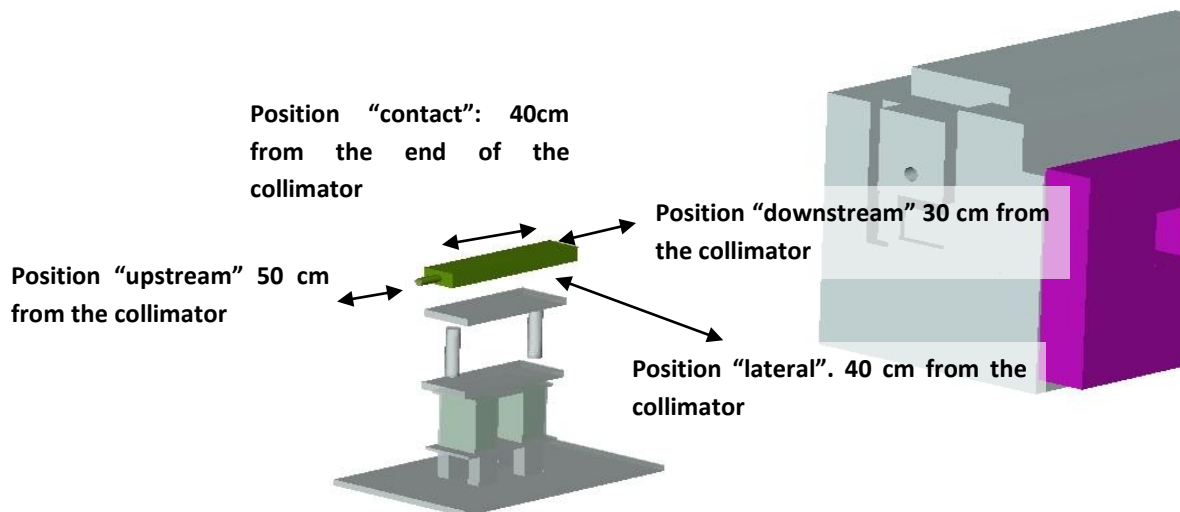 Position “contact”: 40cm
from the end of the
collimator
Position “downstream” 30 cm from
the collimator
Position “upstream” 50 cm
from the collimator
Position “lateral”. 40 cm from the
collimator